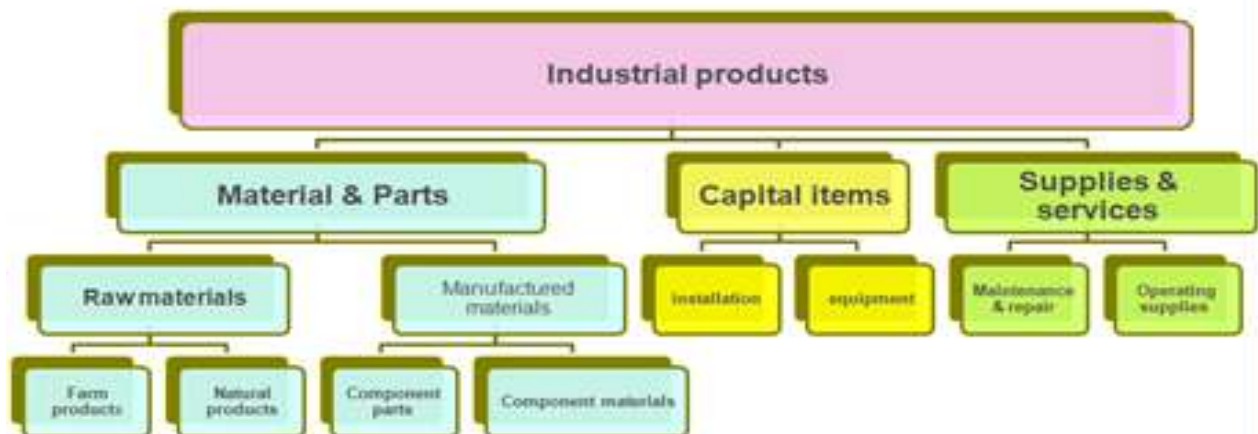 Industrial products
Material & Parts
Capital items
Supplies &
services
Raw materials
Manufactured
materials
installation
equipment
Maintenance
& repair
Operating
supplies
Farm
products
Natural
products
Component
parts
Component materials